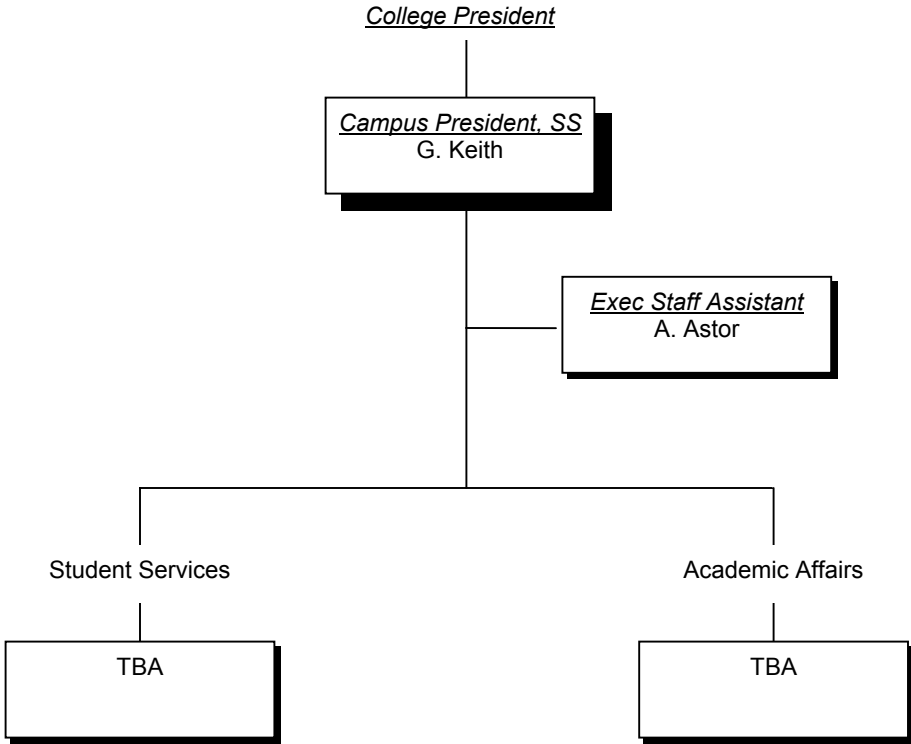 College President
Campus President, SS
G. Keith
Exec Staff Assistant
A. Astor
Student Services
Academic Affairs
TBA
TBA